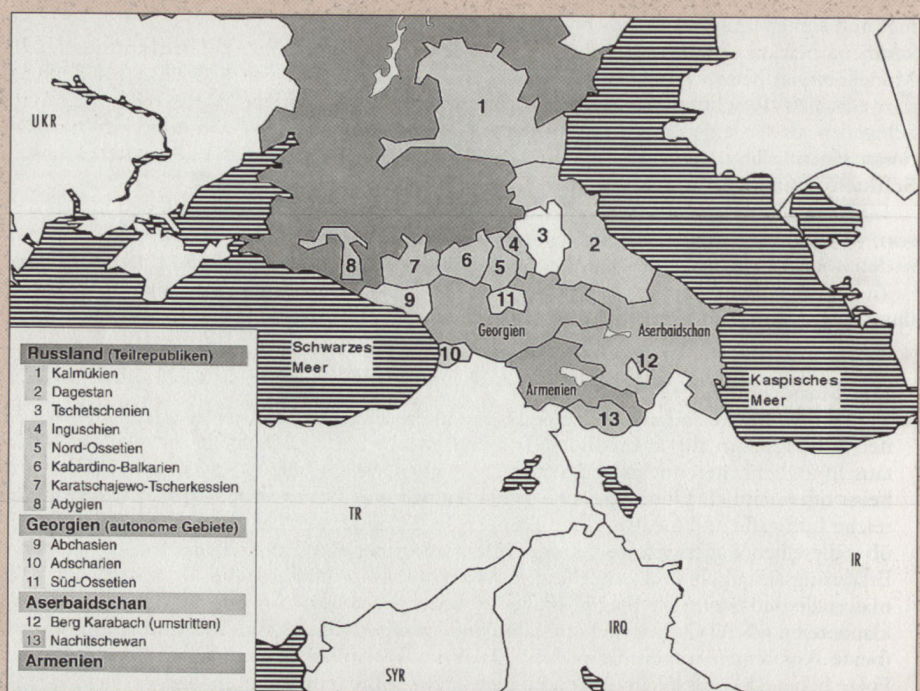 UKR
1
2
3
4
5
6
7
8
9
11
10
12
13
Georgien
Aserbaidschan
Armenien
Schwarzes
Meer
Kaspisches
Meer
TR
IR
IRQ
SYR
Russland (Teilrepubliken)
1 Kalmükien
2 Dagestan
3 Tschetschenien
4 Inguschien
5 Nord-Ossetien
6 Kabardino-Balkarien
7 Karatschajewo-Tscherkessien
8 Adygien
Georgien (autonome Gebiete)
9 Abchasien
10 Adscharien
11 Süd-Ossetien
Aserbaidschan
12 Berg Karabach (umstritten)
13 Nachitschewan
Armenien